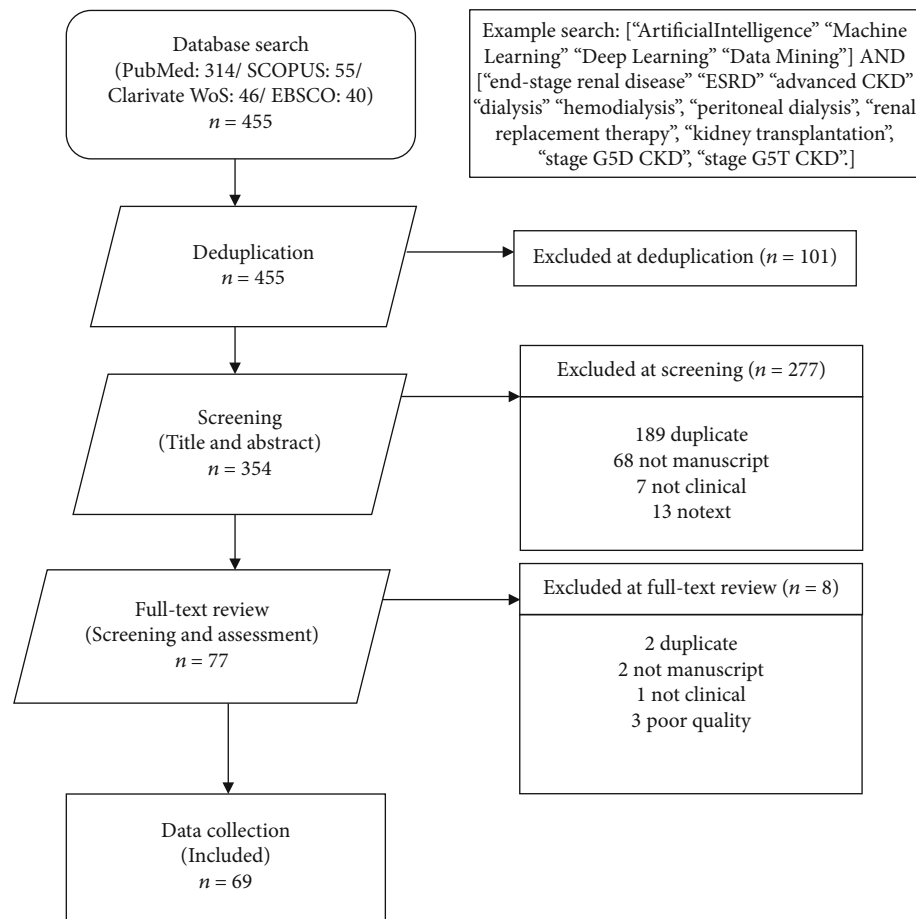 Database search
(PubMed: 314/ SCOPUS: 55/
Clarivate WoS: 46/ EBSCO: 40)
n = 455
Example search: [“ArtificialIntelligence” “Machine
Learning” “Deep Learning” “Data Mining”] AND
[“end-stage renal disease” “ESRD” “advanced CKD”
“dialysis” “hemodialysis”, “peritoneal dialysis”, “renal
replacement therapy”, “kidney transplantation”,
“stage G5D CKD”, “stage G5T CKD”.]
Deduplication
n = 455
Excluded at deduplication (n = 101)
Screening
(Title and abstract)
n = 354
Excluded at screening (n = 277)
189 duplicate
68 not manuscript
7 not clinical
13 notext
Full-text review
(Screening and assessment)
n = 77
Excluded at full-text review (n = 8)
2 duplicate
2 not manuscript
1 not clinical
3 poor quality
Data collection
(Included)
n = 69